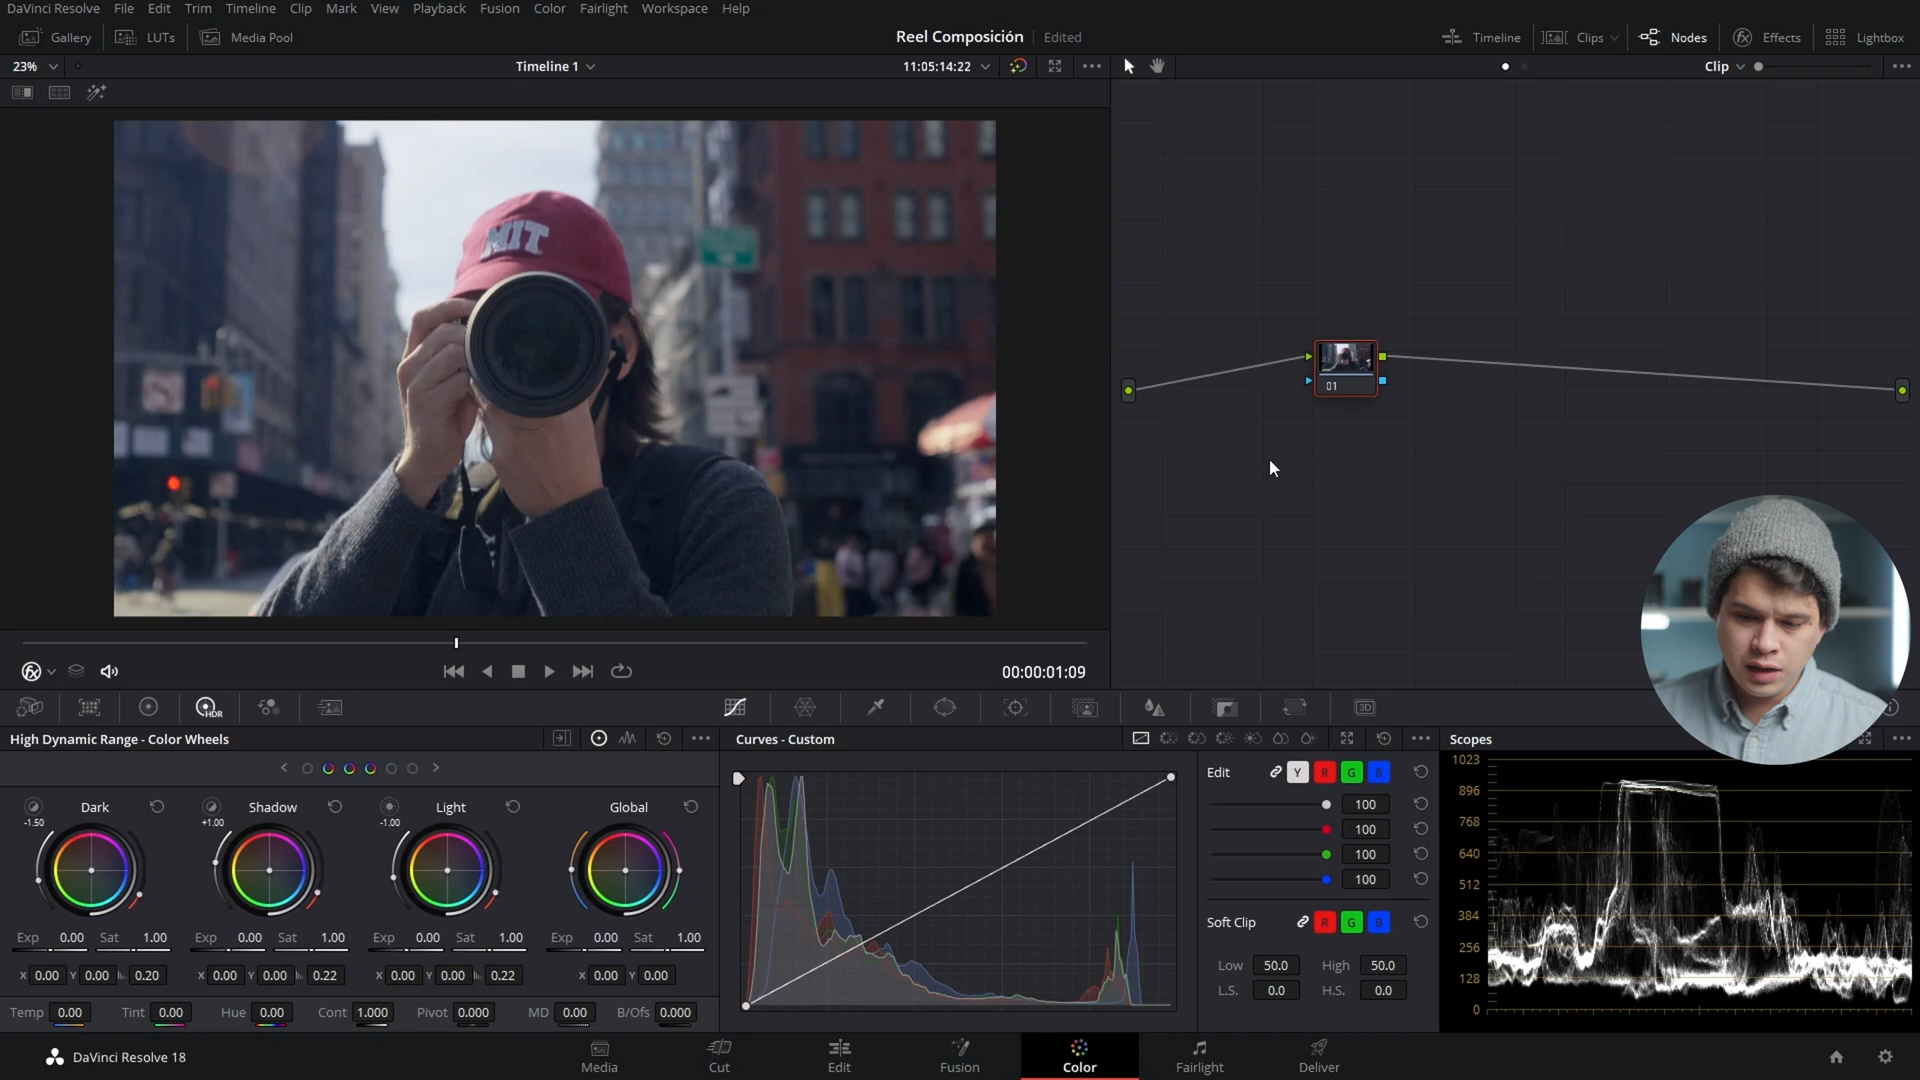 DaVinci Resolve File Edit Trim Timeline Clip Mark View Playback Fusion Color Fairlight Workspace Help
Gallery LUTs Media Pool Reel Composición Edited Timeline Clips Nodes Effects Lightbox
23% Timeline 1 11:05:14:22 Clip
MIT
01
00:00:01:09
HDR 3D
High Dynamic Range - Color Wheels Curves - Custom Scopes
Dark Shadow Light Global
-1.50 +1.00 -1.00
Exp 0.00 Sat 1.00 Exp 0.00 Sat 1.00 Exp 0.00 Sat 1.00 Exp 0.00 Sat 1.00
X 0.00 Y 0.00 0.20 X 0.00 Y 0.00 0.22 X 0.00 Y 0.00 0.22 X 0.00 Y 0.00
Temp 0.00 Tint 0.00 Hue 0.00 Cont 1.000 Pivot 0.000 MD 0.00 B/Ofs 0.000
Edit Y R G B
100
100
100
100
Soft Clip R G B
Low 50.0 High 50.0
L.S. 0.0 H.S. 0.0
1023
896
768
640
512
384
256
128
0
DaVinci Resolve 18 Media Cut Edit Fusion Color Fairlight Deliver